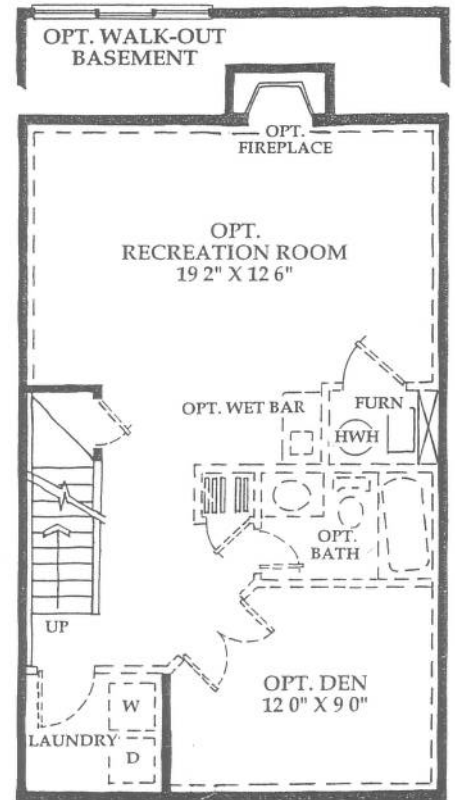 OPT. WALK-OUT
BASEMENT
OPT.
FIREPLACE
OPT.
RECREATION ROOM
19 2" X 12 6"
OPT. WET BAR
FURN
HWH
OPT.
BATH
UP
OPT. DEN
12 0" X 9 0"
W
LAUNDRY
D